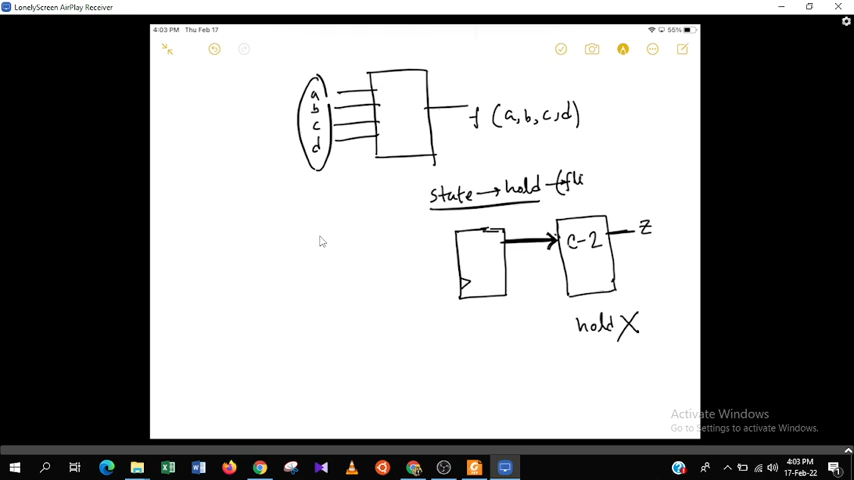 LonelyScreen AirPlay Receiver
4:03 PM Thu Feb 17
55%
a
b
c
d
f (a,b,c,d)
state → hold → (fli
C-2
Z
hold X
Activate Windows
Go to Settings to activate Windows.
4:03 PM
17-Feb-22